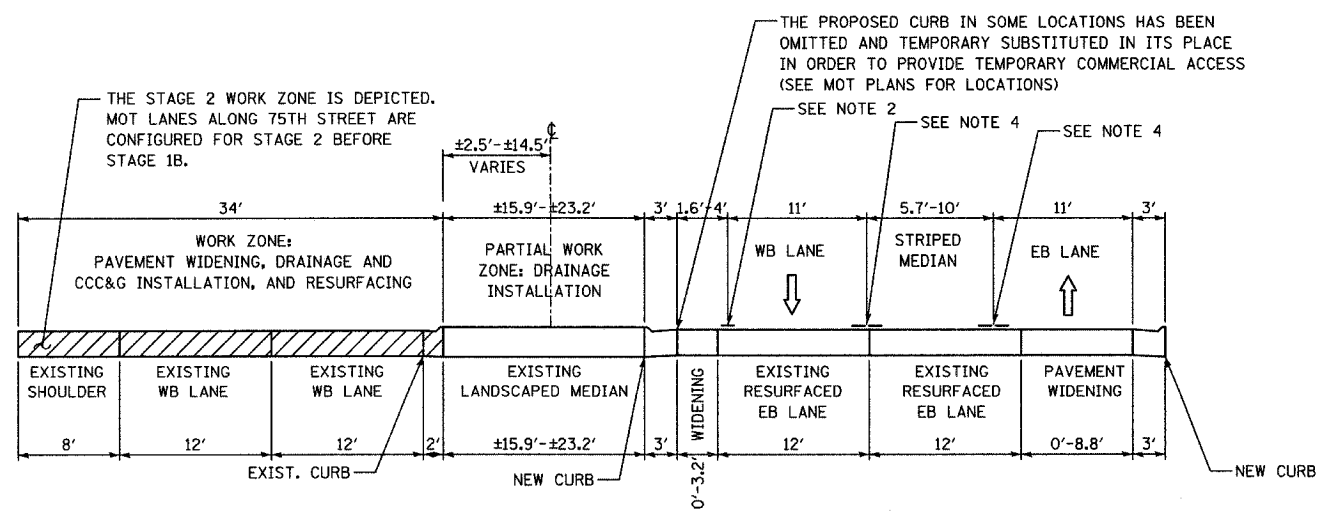 THE PROPOSED CURB IN SOME LOCATIONS HAS BEEN
OMITTED AND TEMPORARY SUBSTITUTED IN ITS PLACE
IN ORDER TO PROVIDE TEMPORARY COMMERCIAL ACCESS
(SEE MOT PLANS FOR LOCATIONS)
THE STAGE 2 WORK ZONE IS DEPICTED.
MOT LANES ALONG 75TH STREET ARE
CONFIGURED FOR STAGE 2 BEFORE
STAGE 1B.
SEE NOTE 2
SEE NOTE 4
SEE NOTE 4
℄
±2.5'-±14.5'
VARIES
34'
±15.9'-±23.2'
3'
1.6'-4'
11'
5.7'-10'
11'
3'
WORK ZONE:
PAVEMENT WIDENING, DRAINAGE AND
CCC&G INSTALLATION, AND RESURFACING
PARTIAL WORK
ZONE: DRAINAGE
INSTALLATION
WB LANE
STRIPED
MEDIAN
EB LANE
EXISTING
SHOULDER
EXISTING
WB LANE
EXISTING
WB LANE
EXISTING
LANDSCAPED MEDIAN
WIDENING
EXISTING
RESURFACED
EB LANE
EXISTING
RESURFACED
EB LANE
PAVEMENT
WIDENING
8'
12'
12'
2'
±15.9'-±23.2'
3'
0'-3.2'
12'
12'
0'-8.8'
3'
EXIST. CURB
NEW CURB
NEW CURB